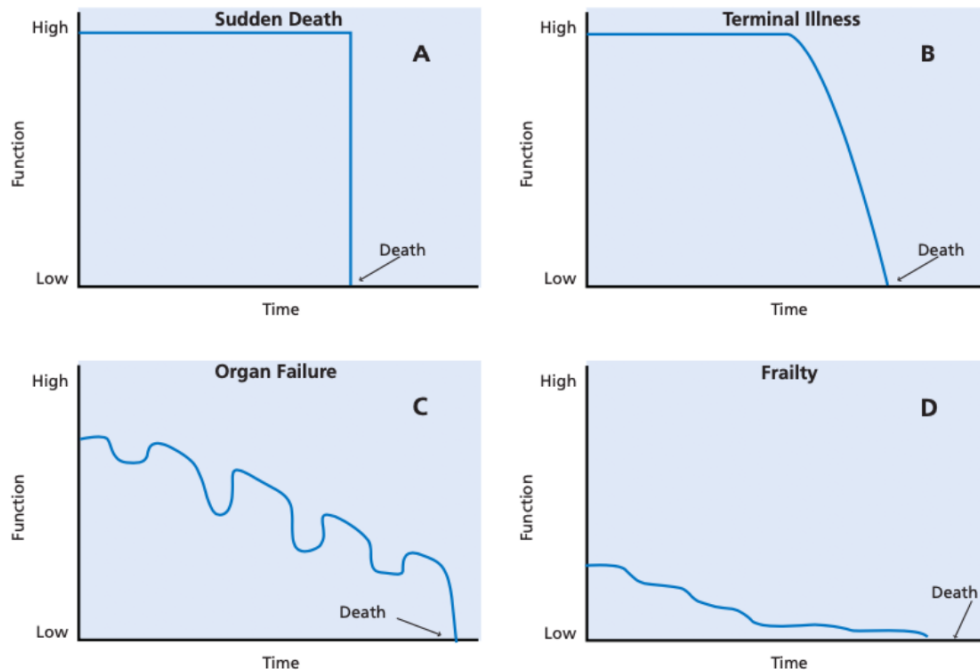 Sudden Death
High
A
Function
Death
Low
Time
Terminal Illness
High
B
Function
Death
Low
Time
Organ Failure
High
C
Function
Death
Low
Time
Frailty
High
D
Function
Death
Low
Time